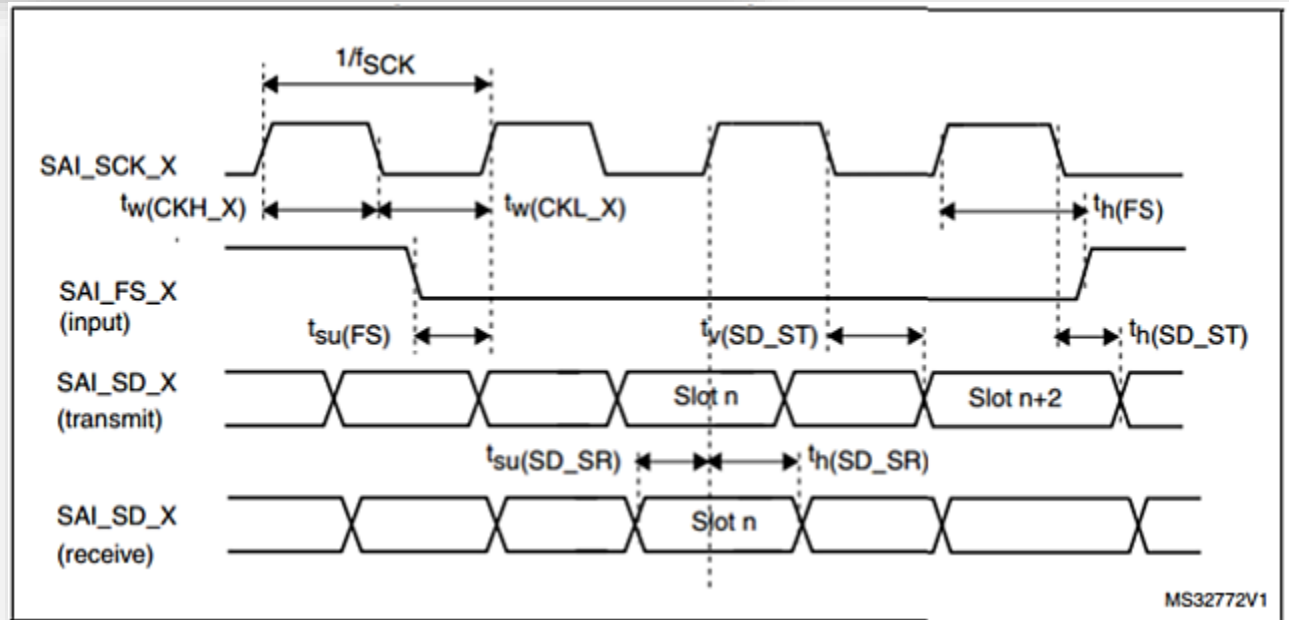 1/fSCK
SAI_SCK_X
tw(CKH_X)
tw(CKL_X)
th(FS)
SAI_FS_X
(input)
tsu(FS)
tv(SD_ST)
th(SD_ST)
SAI_SD_X
(transmit)
Slot n
Slot n+2
tsu(SD_SR)
th(SD_SR)
SAI_SD_X
(receive)
Slot n
MS32772V1